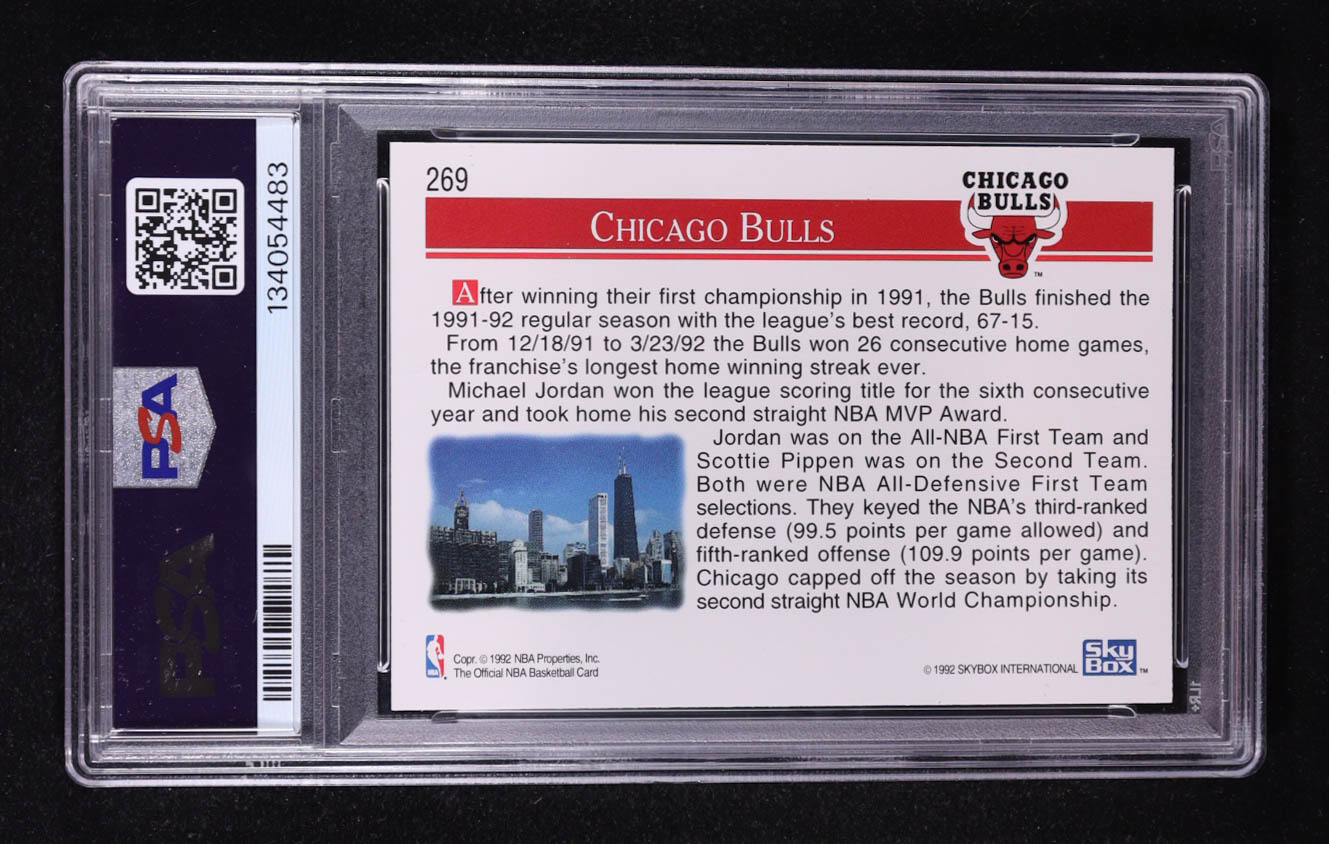 134054483
PSA
PSA
269
CHICAGO
BULLS
TM
CHICAGO BULLS
After winning their first championship in 1991, the Bulls finished the
1991-92 regular season with the league's best record, 67-15.
From 12/18/91 to 3/23/92 the Bulls won 26 consecutive home games,
the franchise's longest home winning streak ever.
Michael Jordan won the league scoring title for the sixth consecutive
year and took home his second straight NBA MVP Award.
Jordan was on the All-NBA First Team and
Scottie Pippen was on the Second Team.
Both were NBA All-Defensive First Team
selections. They keyed the NBA's third-ranked
defense (99.5 points per game allowed) and
fifth-ranked offense (109.9 points per game).
Chicago capped off the season by taking its
second straight NBA World Championship.
NBA
Copr. © 1992 NBA Properties, Inc.
The Official NBA Basketball Card
© 1992 SKYBOX INTERNATIONAL
Sky
Box TM